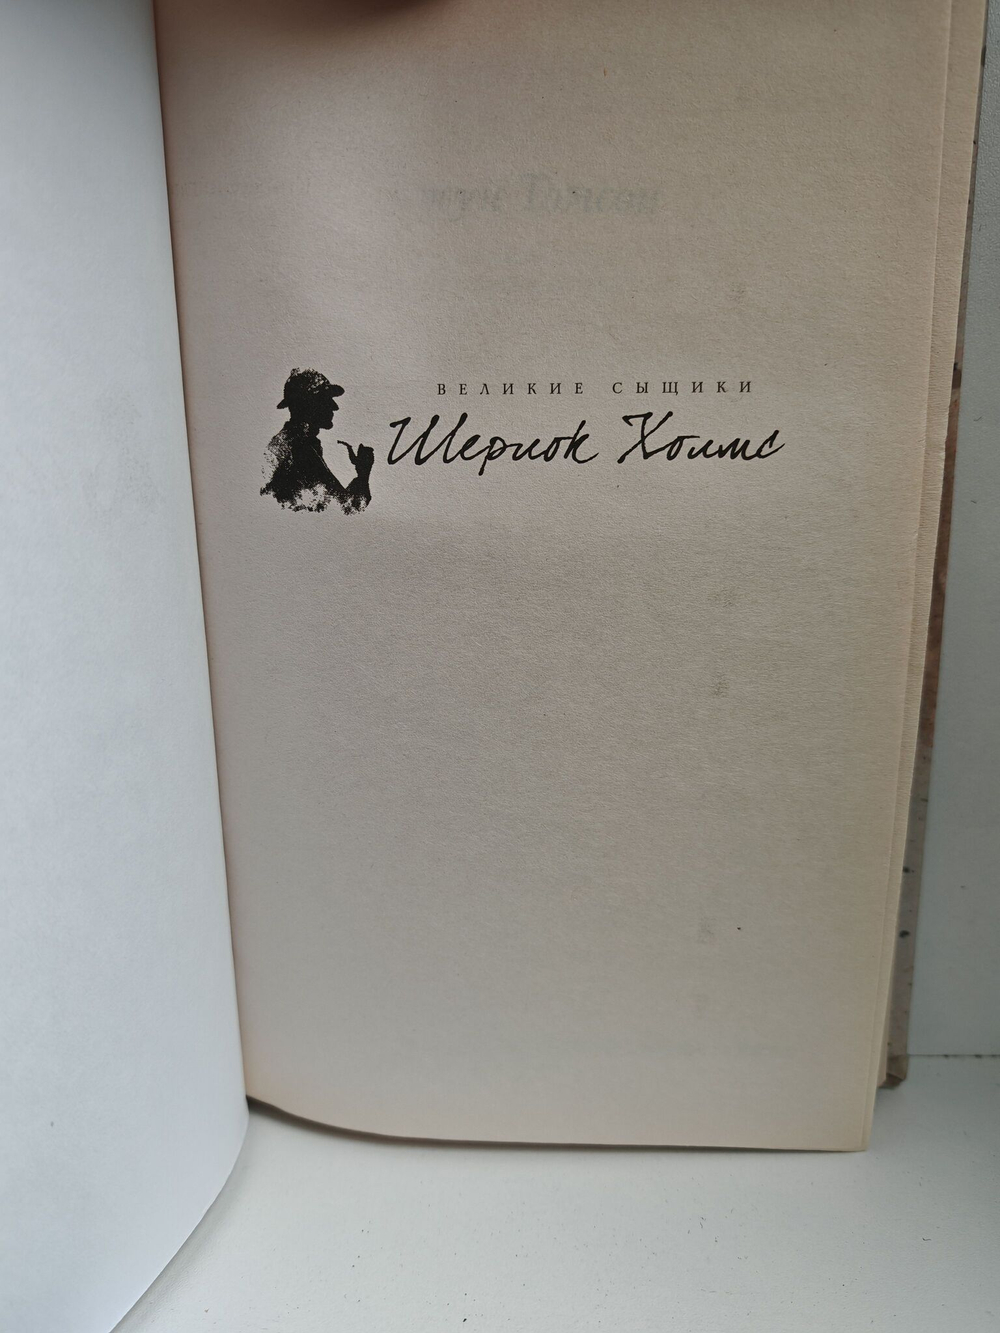 ВЕЛИКИЕ СЫЩИКИ
Шерлок Холмс